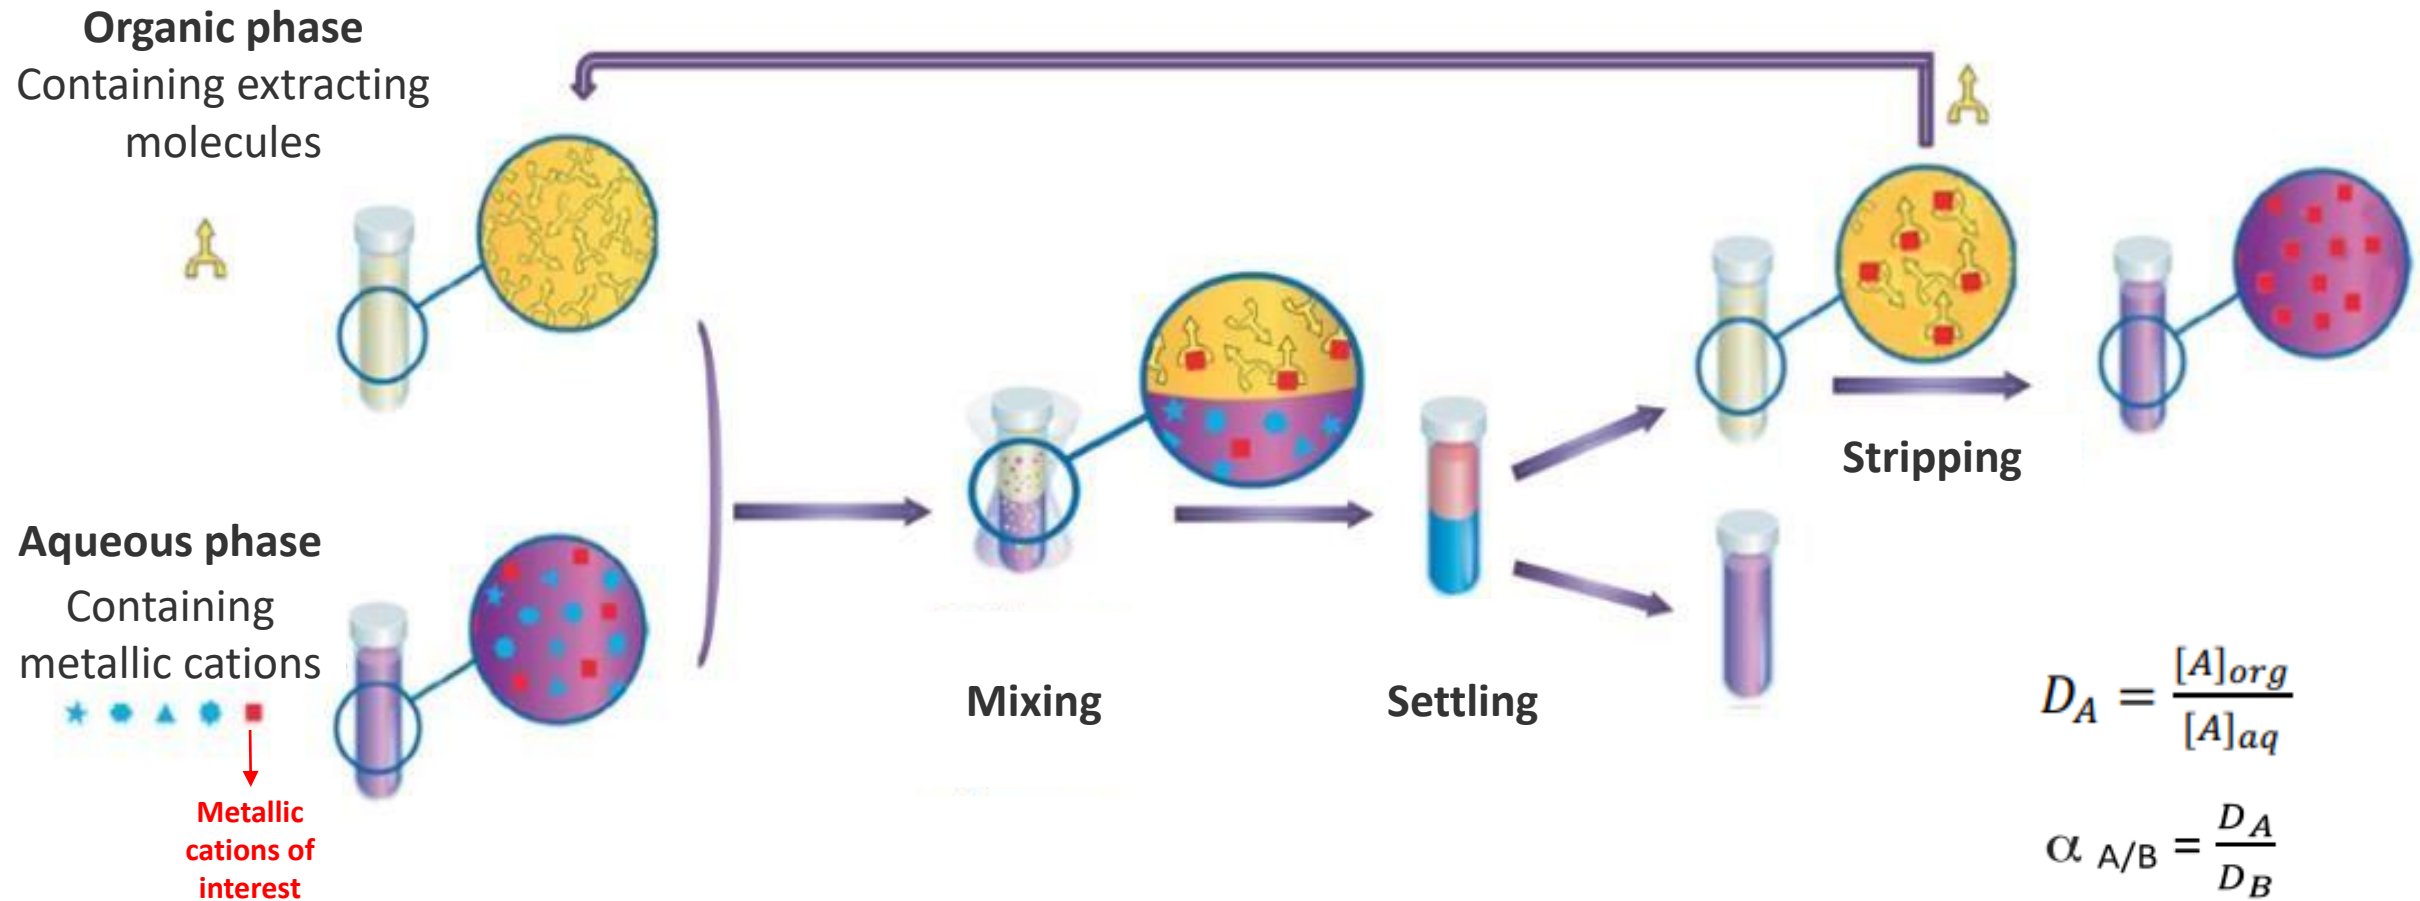 Organic phase
Containing extracting
molecules
Aqueous phase
Containing
metallic cations
Metallic
cations of
interest
Mixing
Settling
Stripping
D_A = [A]org / [A]aq
α A/B = D_A / D_B